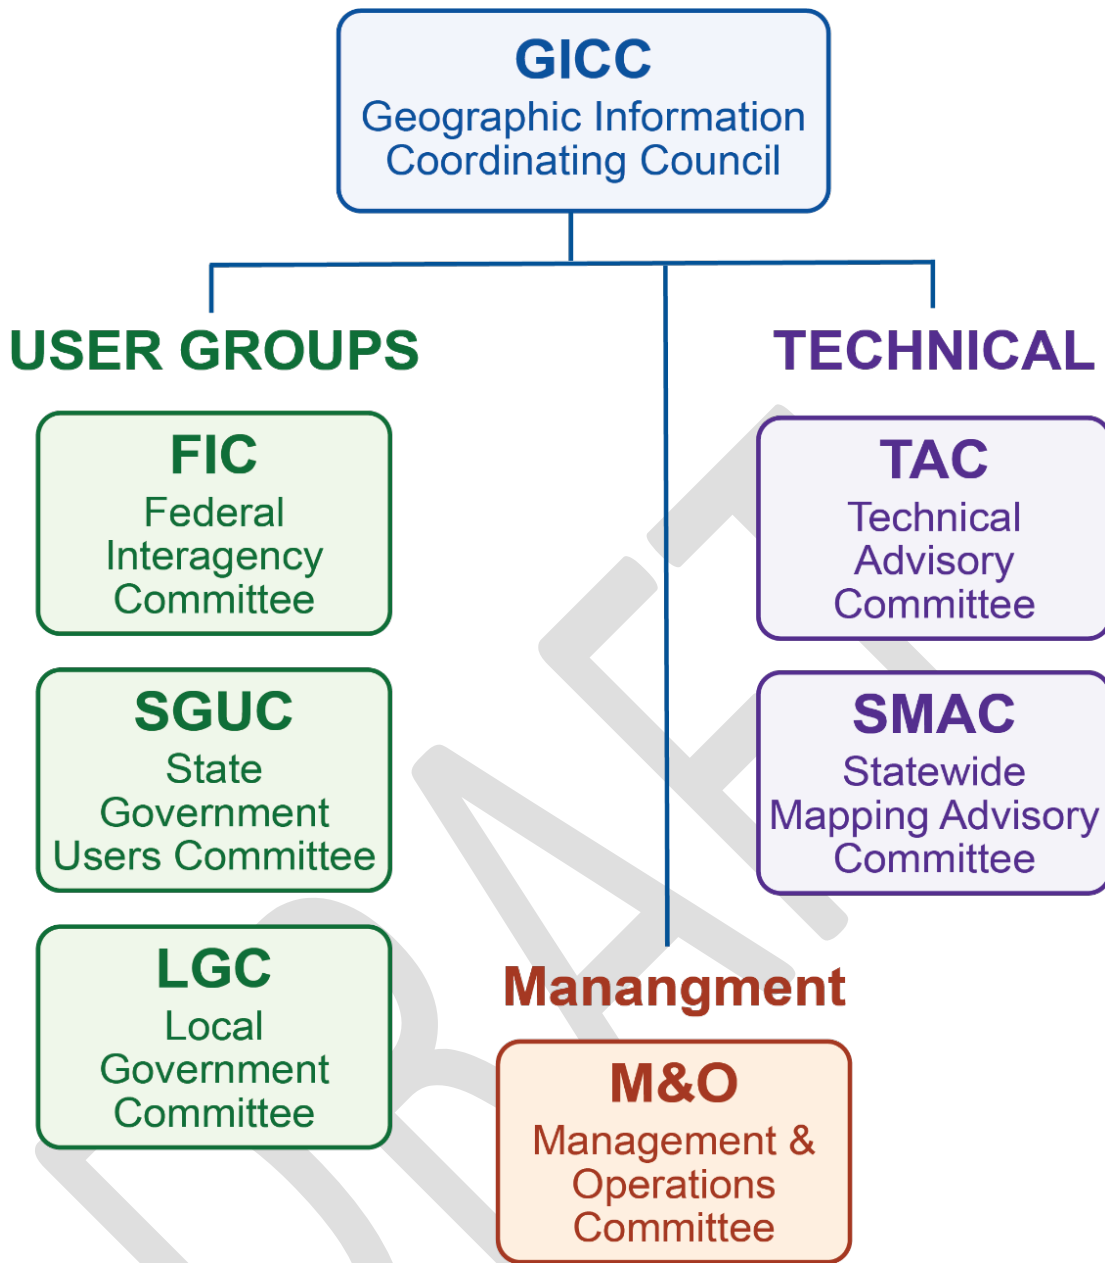 GICC
Geographic Information
Coordinating Council
USER GROUPS
FIC
Federal
Interagency
Committee
SGUC
State
Government
Users Committee
LGC
Local
Government
Committee
TECHNICAL
TAC
Technical
Advisory
Committee
SMAC
Statewide
Mapping Advisory
Committee
Manangment
M&O
Management &
Operations
Committee
DRAFT